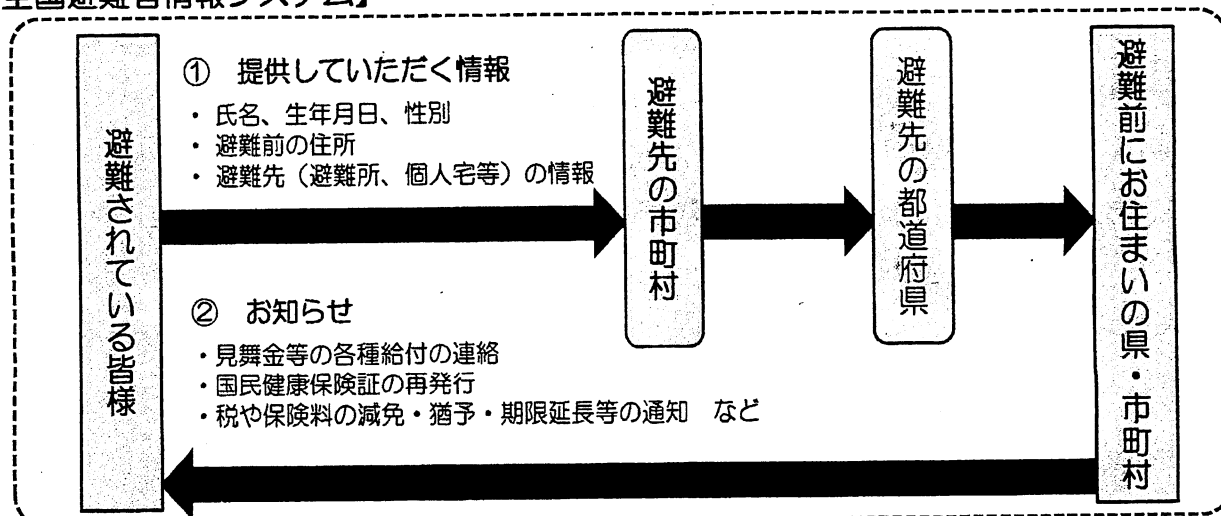 全国避難者情報システム】
避難されている皆様
① 提供していただく情報
・ 氏名、生年月日、性別
・ 避難前の住所
・ 避難先（避難所、個人宅等）の情報
避難先の市町村
避難先の都道府県
避難前にお住まいの県・市町村
② お知らせ
・見舞金等の各種給付の連絡
・国民健康保険証の再発行
・税や保険料の減免・猶予・期限延長等の通知 など